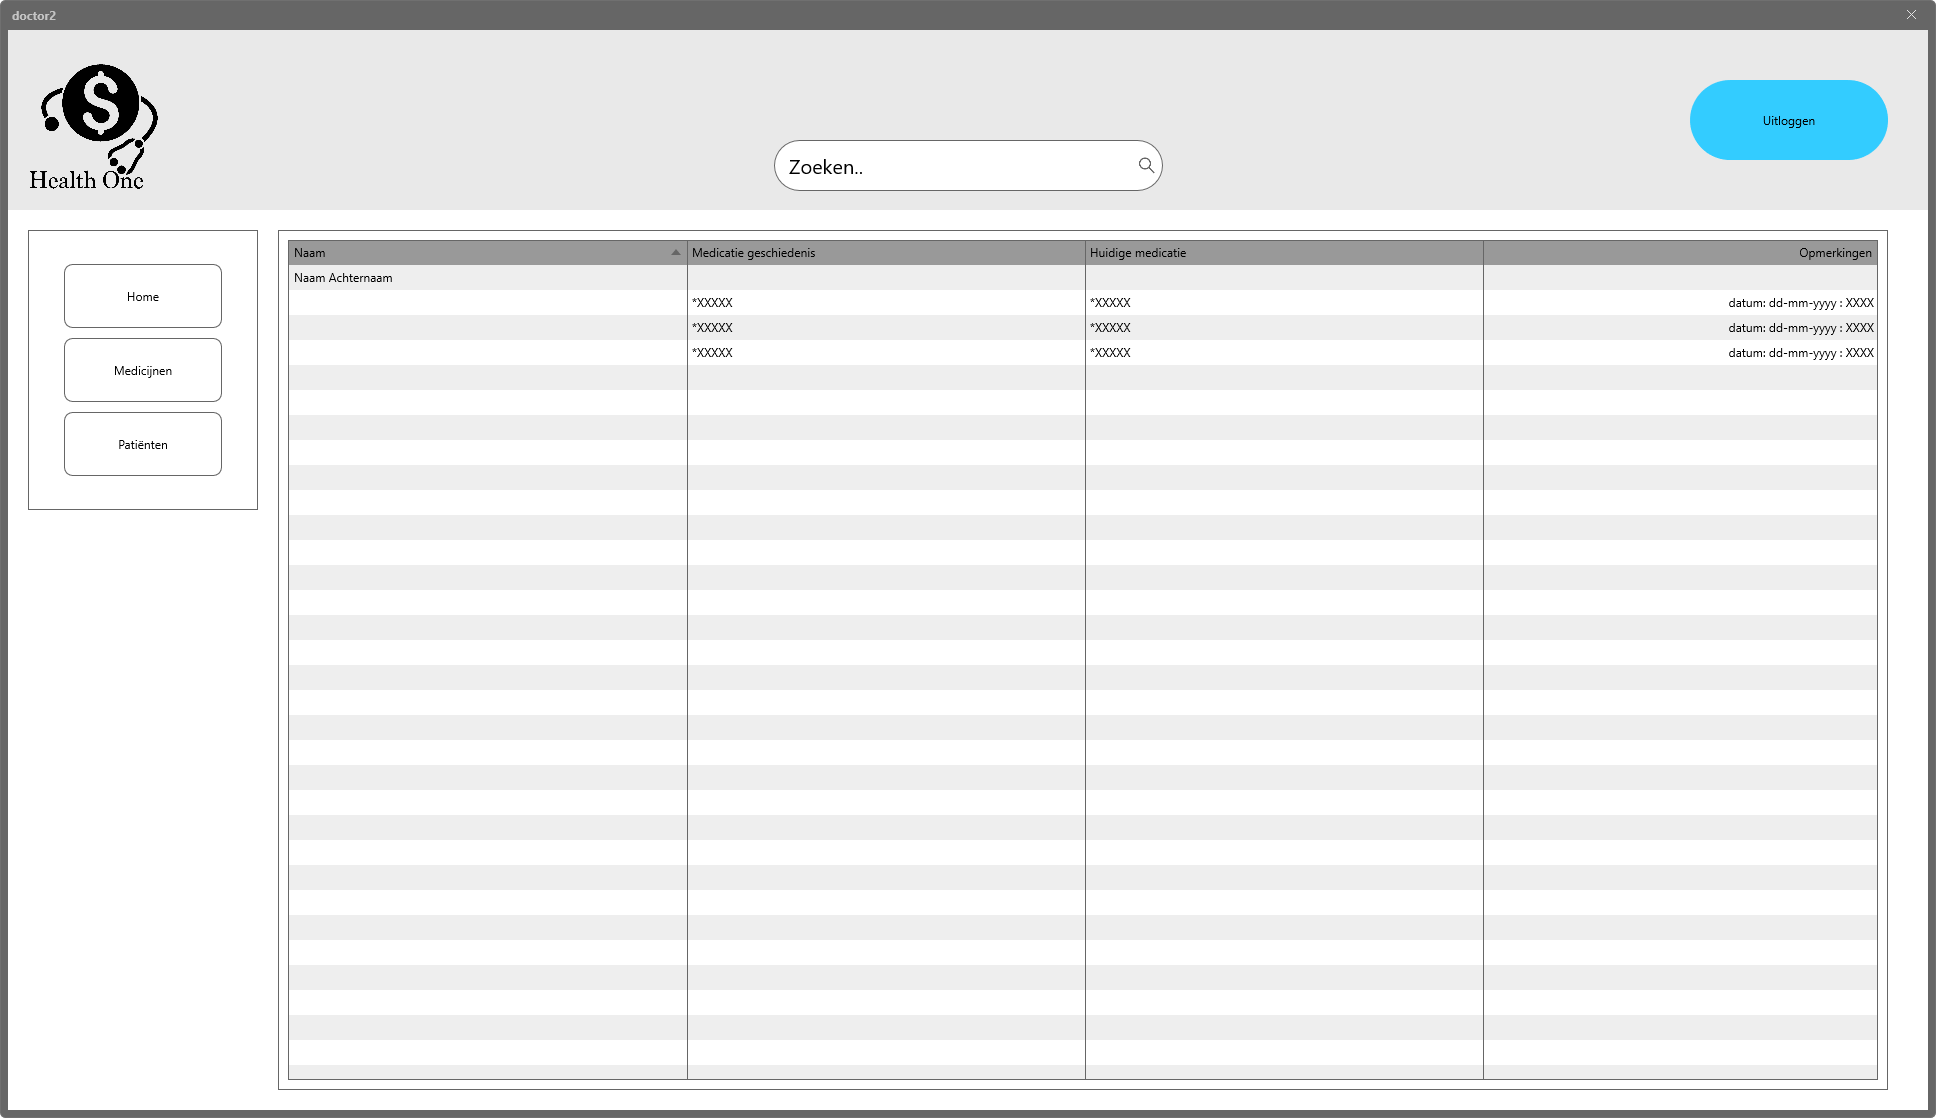 doctor2
Health One
Zoeken..
Uitloggen
Home
Medicijnen
Patiënten
Naam Medicatie geschiedenis Huidige medicatie Opmerkingen
Naam Achternaam
*XXXXX *XXXXX datum: dd-mm-yyyy : XXXX
*XXXXX *XXXXX datum: dd-mm-yyyy : XXXX
*XXXXX *XXXXX datum: dd-mm-yyyy : XXXX